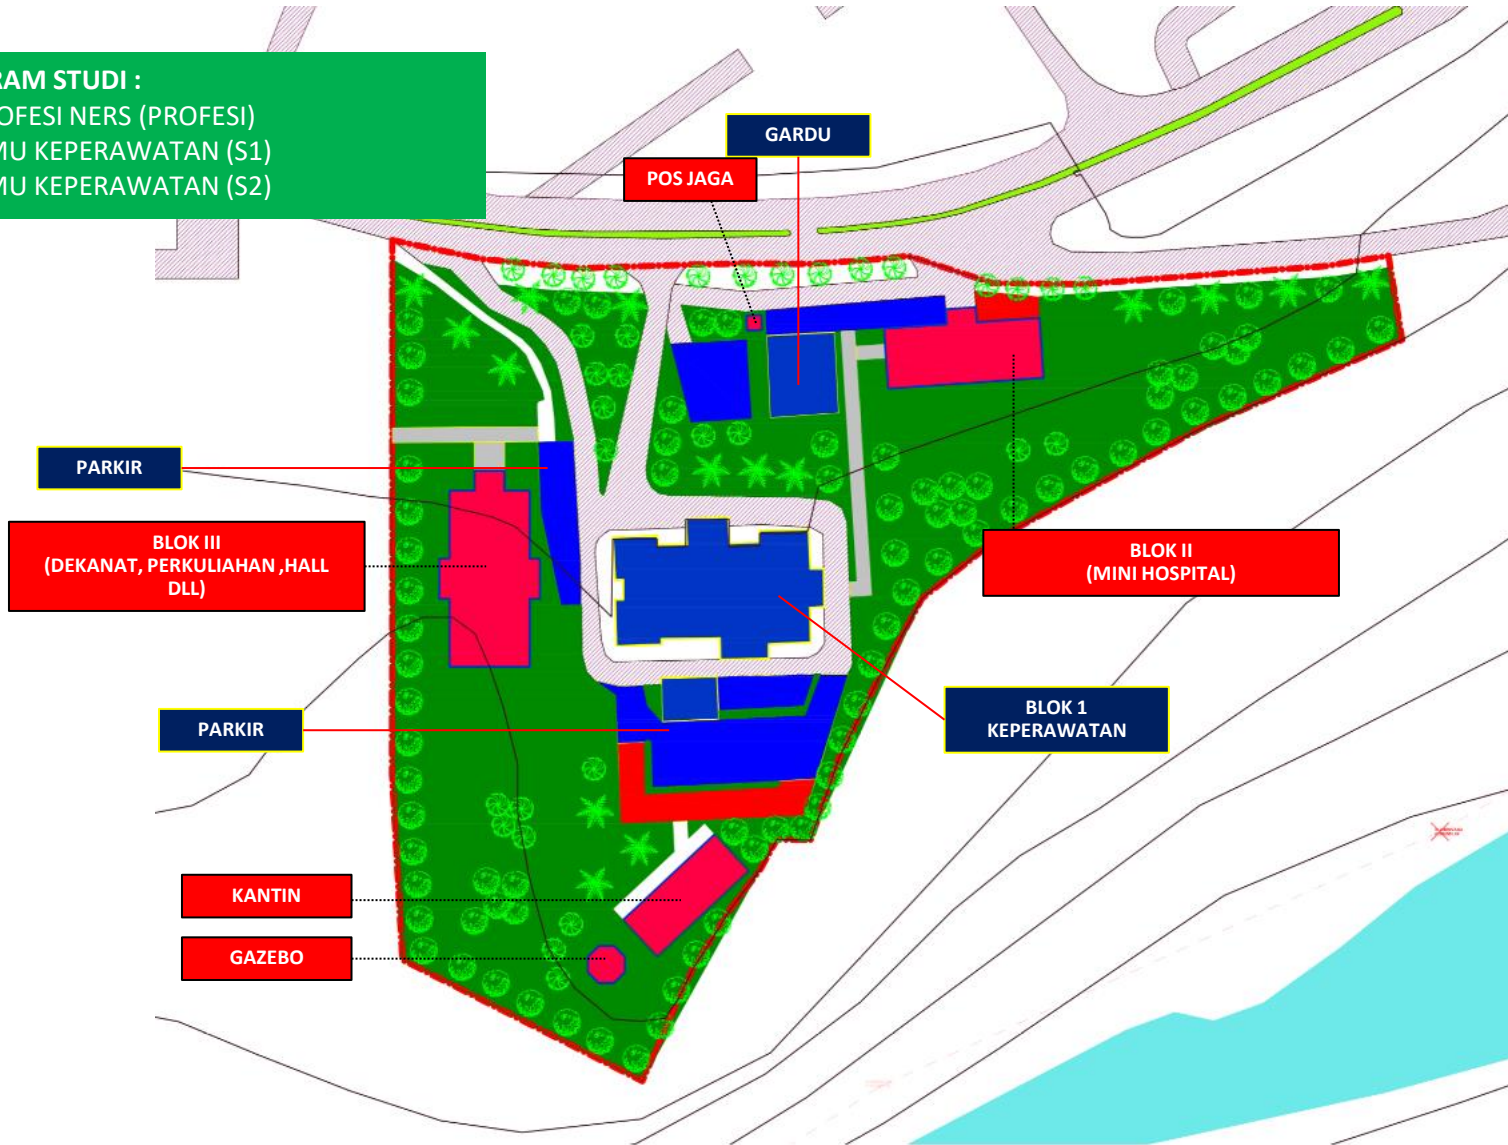 RAM STUDI :
OFESI NERS (PROFESI)
MU KEPERAWATAN (S1)
MU KEPERAWATAN (S2)
GARDU
POS JAGA
PARKIR
BLOK III
(DEKANAT, PERKULIAHAN ,HALL
DLL)
BLOK II
(MINI HOSPITAL)
PARKIR
BLOK 1
KEPERAWATAN
KANTIN
GAZEBO